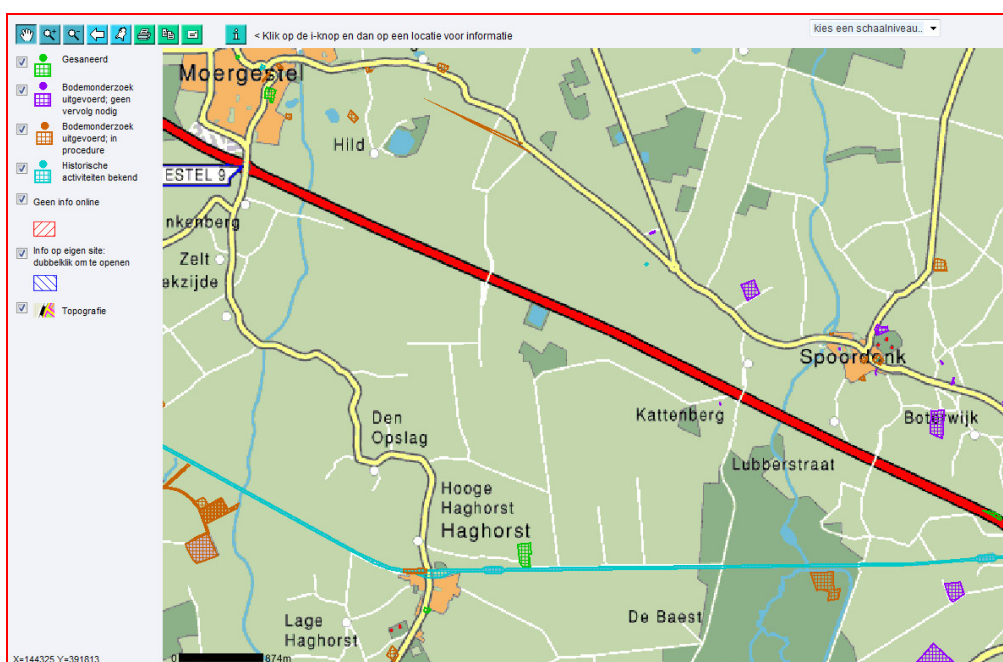 < Klik op de i-knop en dan op een locatie voor informatie
kies een schaalniveau..
Gesaneerd
Bodemonderzoek
uitgevoerd; geen
vervolg nodig
Bodemonderzoek
uitgevoerd; in
procedure
Historische
activiteiten bekend
Geen info online
Info op eigen site:
dubbelklik om te openen
Topografie
Moergestel
Hild
ESTEL 9
nkenberg
Zelt
ekzijde
Spoordonk
Kattenberg
Boterwijk
Den
Opslag
Lubberstraat
Hooge
Haghorst
Haghorst
De Baest
Lage
Haghorst
X=144325 Y=391813
0 874m